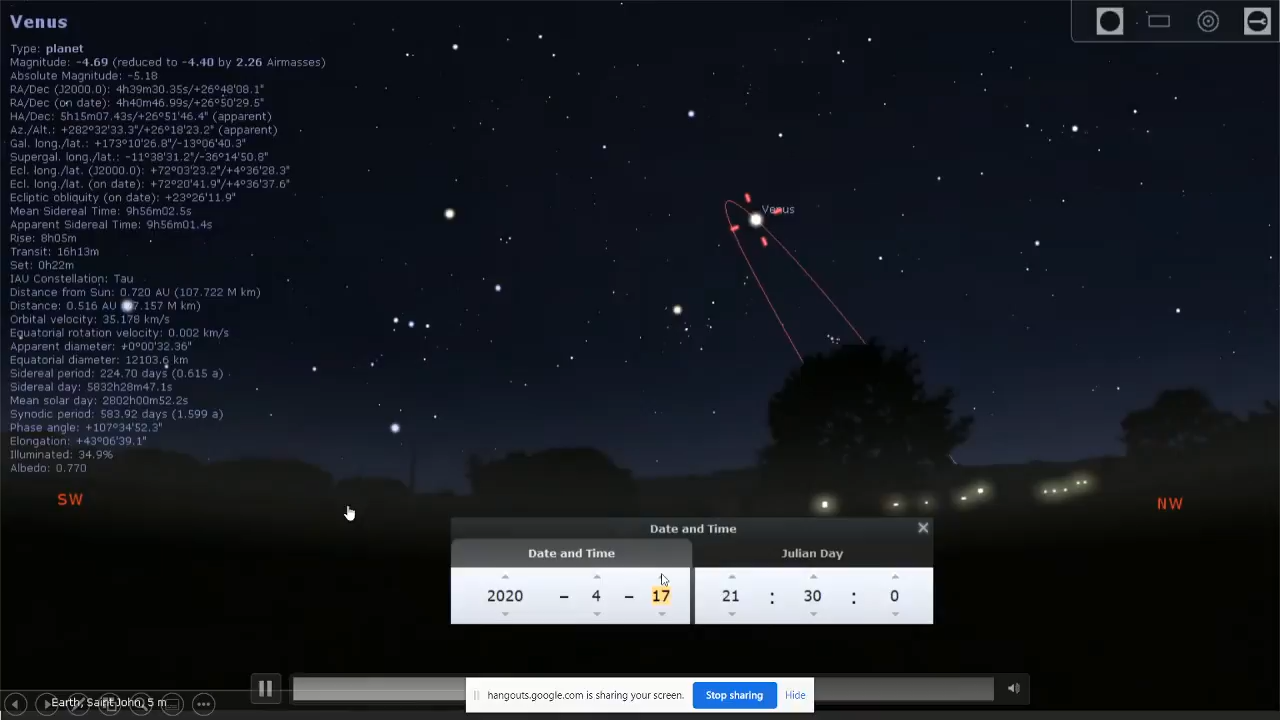 Venus
Type: planet
Magnitude: -4.69 (reduced to -4.40 by 2.26 Airmasses)
Absolute Magnitude: -5.18
RA/Dec (J2000.0): 4h39m30.35s/+26°48'08.1"
RA/Dec (on date): 4h40m46.99s/+26°50'29.5"
HA/Dec: 5h15m07.43s/+26°51'46.4" (apparent)
Az./Alt.: +282°32'33.3"/+26°18'23.2" (apparent)
Gal. long./lat.: +173°10'26.8"/-13°06'40.3"
Supergal. long./lat.: -11°38'31.2"/-36°14'50.8"
Ecl. long./lat. (J2000.0): +72°03'23.2"/+4°36'28.3"
Ecl. long./lat. (on date): +72°20'41.9"/+4°36'37.6"
Ecliptic obliquity (on date): +23°26'11.9"
Mean Sidereal Time: 9h56m02.5s
Apparent Sidereal Time: 9h56m01.4s
Rise: 8h05m
Transit: 16h13m
Set: 0h22m
IAU Constellation: Tau
Distance from Sun: 0.720 AU (107.722 M km)
Distance: 0.516 AU 7.157 M km)
Orbital velocity: 35.178 km/s
Equatorial rotation velocity: 0.002 km/s
Apparent diameter: +0°00'32.36"
Equatorial diameter: 12103.6 km
Sidereal period: 224.70 days (0.615 a)
Sidereal day: 5832h28m47.1s
Mean solar day: 2802h00m52.2s
Synodic period: 583.92 days (1.599 a)
Phase angle: +107°34'52.3"
Elongation: +43°06'39.1"
Illuminated: 34.9%
Albedo: 0.770
Venus
SW
NW
Date and Time
Date and Time
Julian Day
2020 - 4 - 17
21 : 30 : 0
hangouts.google.com is sharing your screen.
Stop sharing
Hide
Earth, Saint John, 5 m